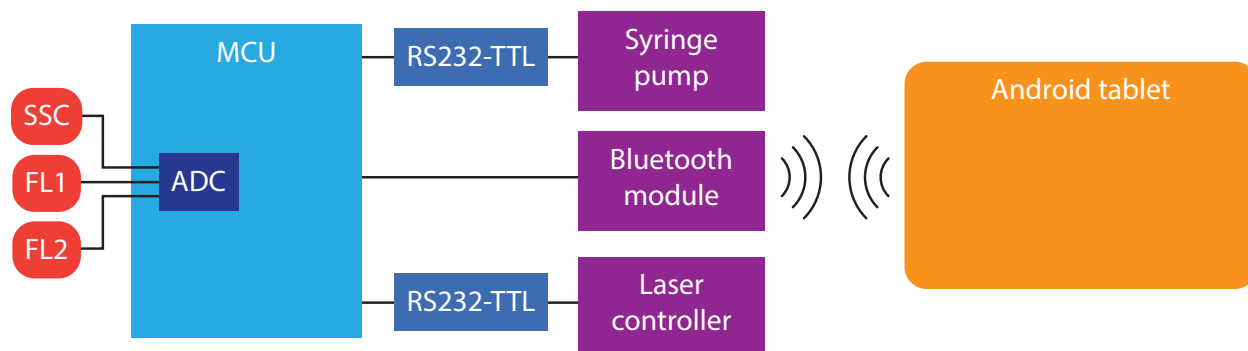 MCU
SSC
FL1
FL2
ADC
RS232-TTL
Syringe
pump
Bluetooth
module
RS232-TTL
Laser
controller
Android tablet